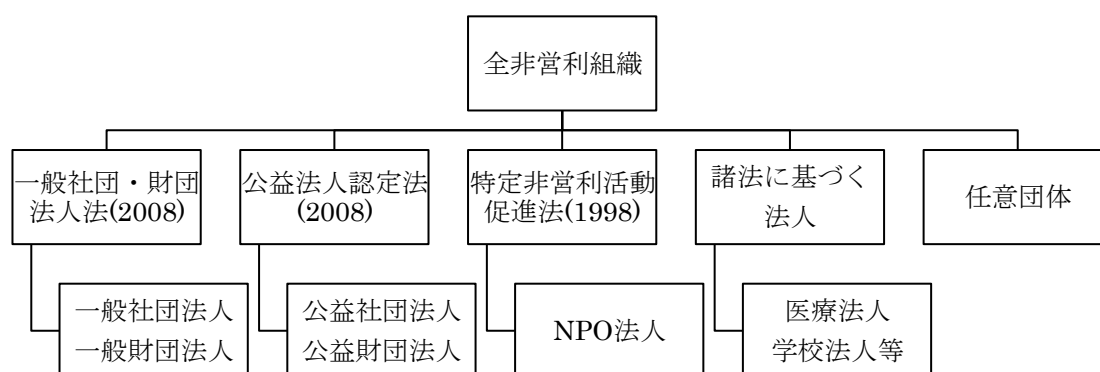 全非営利組織
一般社団・財団
法人法(2008)
公益法人認定法
(2008)
特定非営利活動
促進法(1998)
諸法に基づく
法人
任意団体
一般社団法人
一般財団法人
公益社団法人
公益財団法人
NPO法人
医療法人
学校法人等